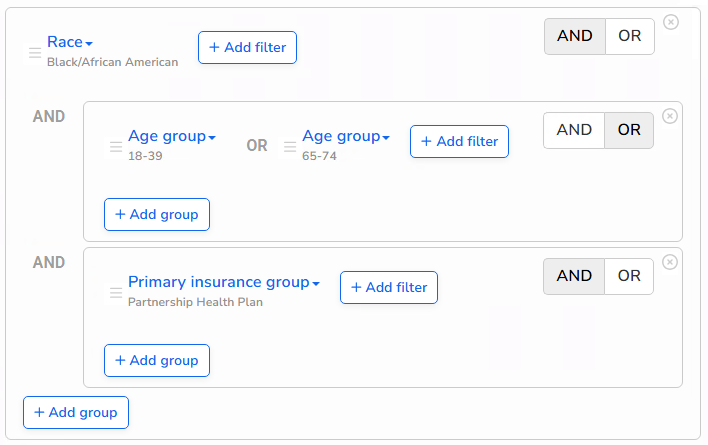 Race
Black/African American
+ Add filter
AND OR
AND
Age group
18-39
OR
Age group
65-74
+ Add filter
AND OR
+ Add group
AND
Primary insurance group
Partnership Health Plan
+ Add filter
AND OR
+ Add group
+ Add group